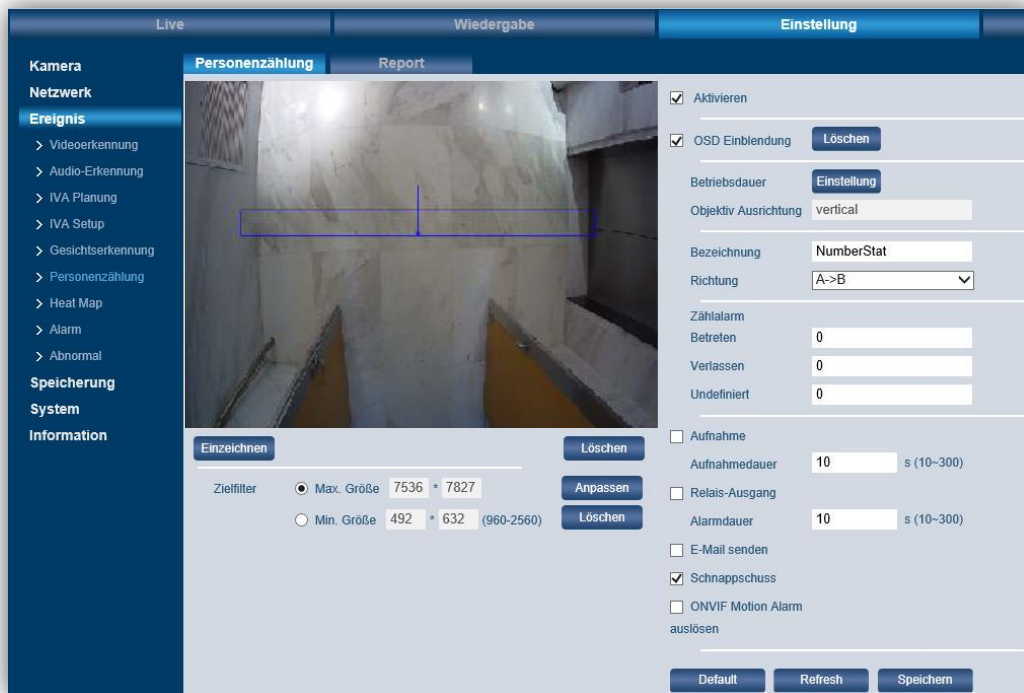 Live
Wiedergabe
Einstellung
Kamera
Netzwerk
Ereignis
> Videoerkennung
> Audio-Erkennung
> IVA Planung
> IVA Setup
> Gesichtserkennung
> Personenzählung
> Heat Map
> Alarm
> Abnormal
Speicherung
System
Information
Personenzählung
Report
Einzeichnen
Löschen
Zielfilter
Max. Größe 7536 * 7827
Anpassen
Min. Größe 492 * 632 (960-2560)
Löschen
Aktivieren
OSD Einblendung Löschen
Betriebsdauer Einstellung
Objektiv Ausrichtung vertical
Bezeichnung NumberStat
Richtung A->B
Zählalarm
Betreten 0
Verlassen 0
Undefiniert 0
Aufnahme
Aufnahmedauer 10 s (10~300)
Relais-Ausgang
Alarmdauer 10 s (10~300)
E-Mail senden
Schnappschuss
ONVIF Motion Alarm
auslösen
Default Refresh Speichern